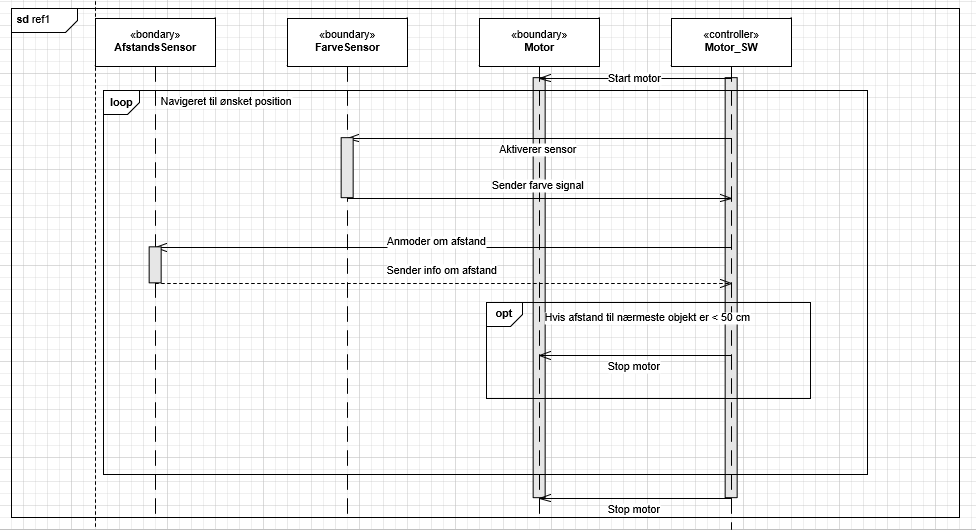 sd ref1
«bondary»
AfstandsSensor
«boundary»
FarveSensor
«boundary»
Motor
«controller»
Motor_SW
Start motor
loop
Navigeret til ønsket position
Aktiverer sensor
Sender farve signal
Anmoder om afstand
Sender info om afstand
opt
Hvis afstand til nærmeste objekt er < 50 cm
Stop motor
Stop motor